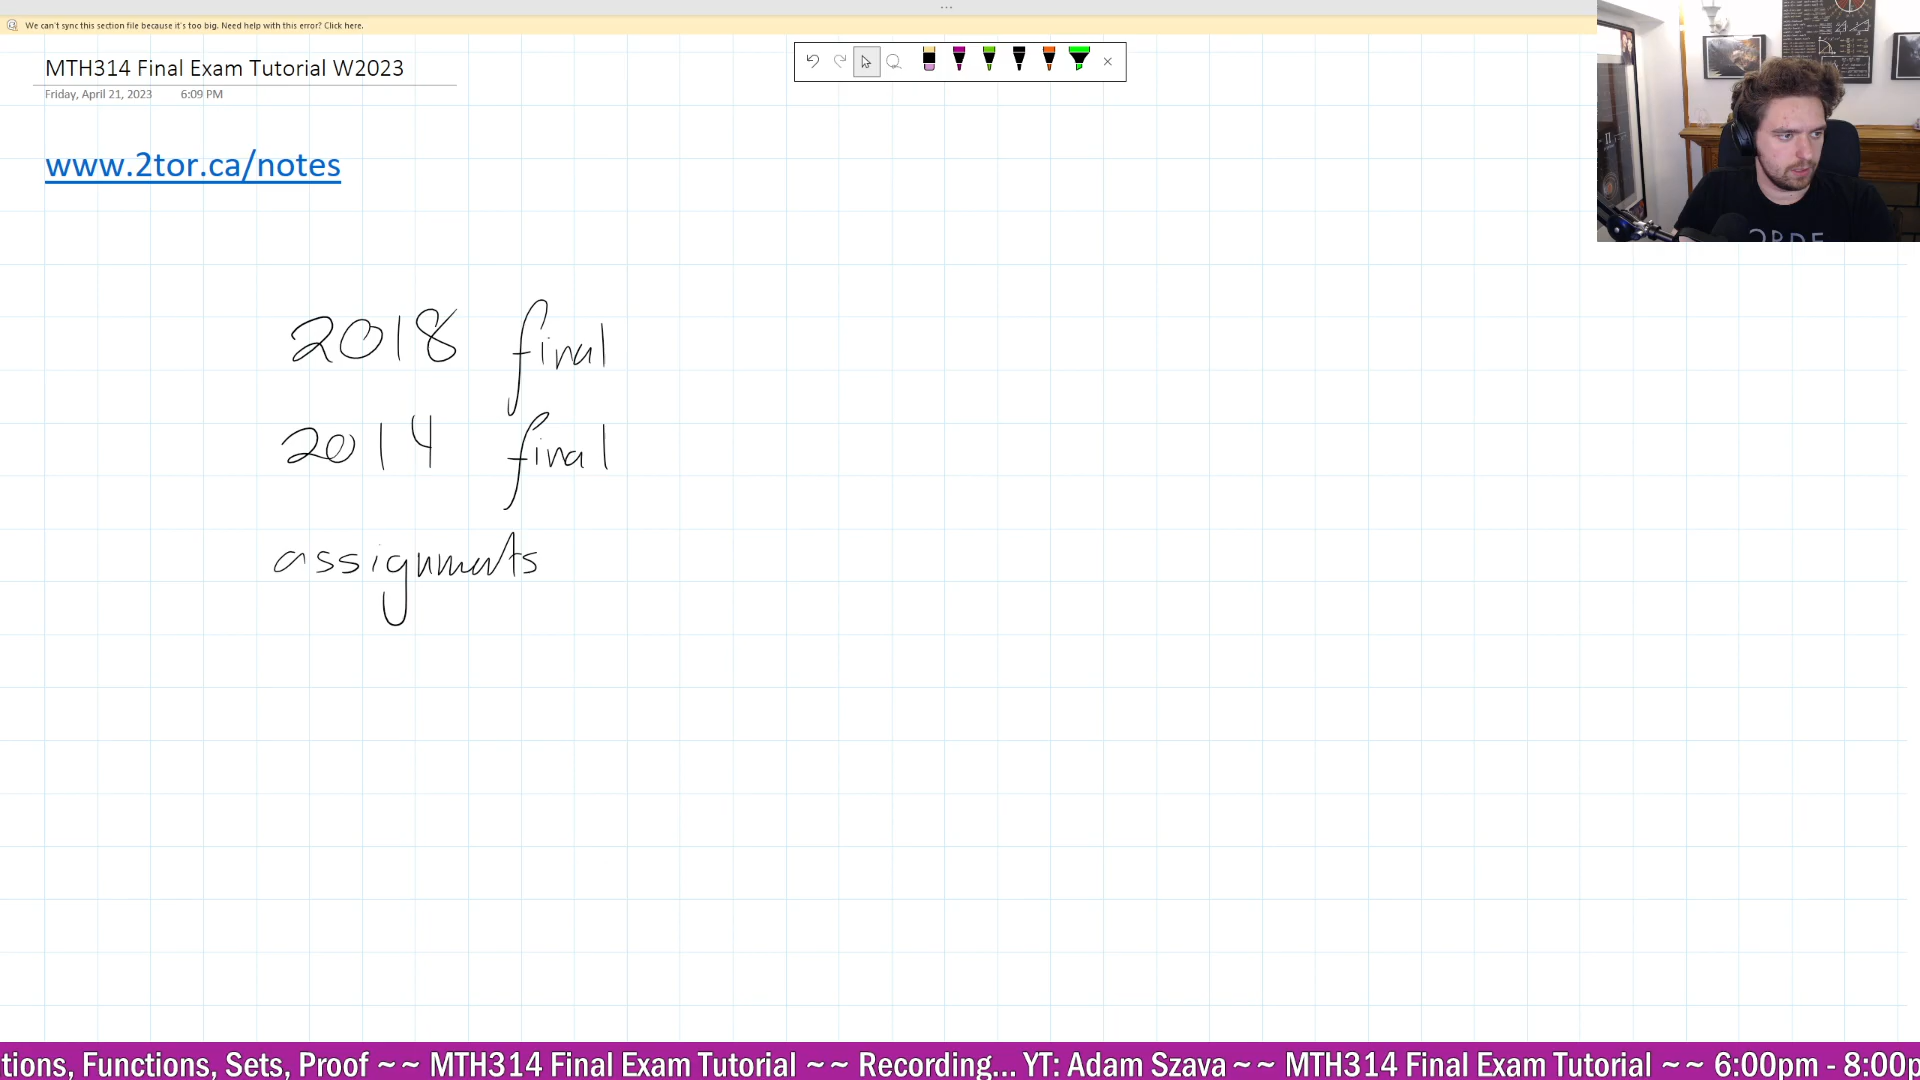 We can't sync this section file because it's too big. Need help with this error? Click here.
MTH314 Final Exam Tutorial W2023
Friday, April 21, 2023 6:09 PM
www.2tor.ca/notes
2018 final
2014 final
assignments
tions, Functions, Sets, Proof ~~ MTH314 Final Exam Tutorial ~~ Recording... YT: Adam Szava ~~ MTH314 Final Exam Tutorial ~~ 6:00pm - 8:00p